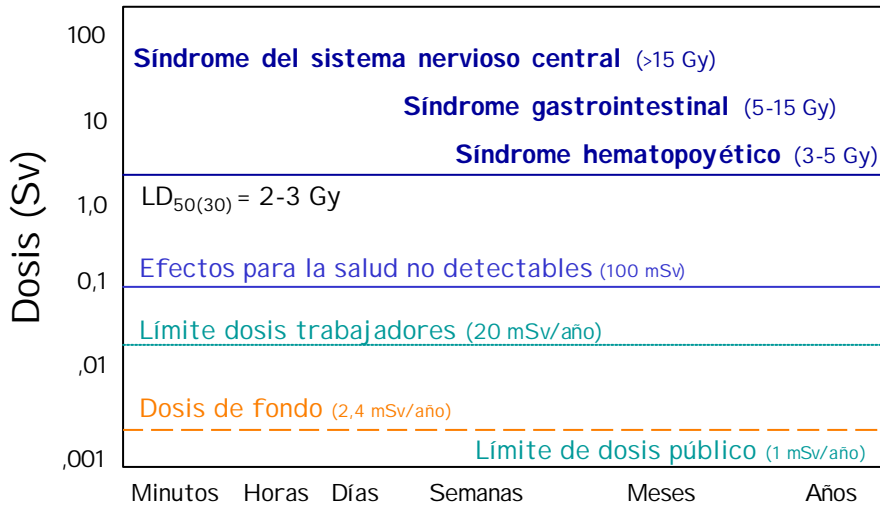 100
Síndrome del sistema nervioso central (>15 Gy)
Síndrome gastrointestinal (5-15 Gy)
10
Síndrome hematopoyético (3-5 Gy)
Dosis (Sv)
1,0
LD50(30) = 2-3 Gy
Efectos para la salud no detectables (100 mSv)
0,1
Límite dosis trabajadores (20 mSv/año)
,01
Dosis de fondo (2,4 mSv/año)
Límite de dosis público (1 mSv/año)
,001
Minutos Horas Días Semanas Meses Años